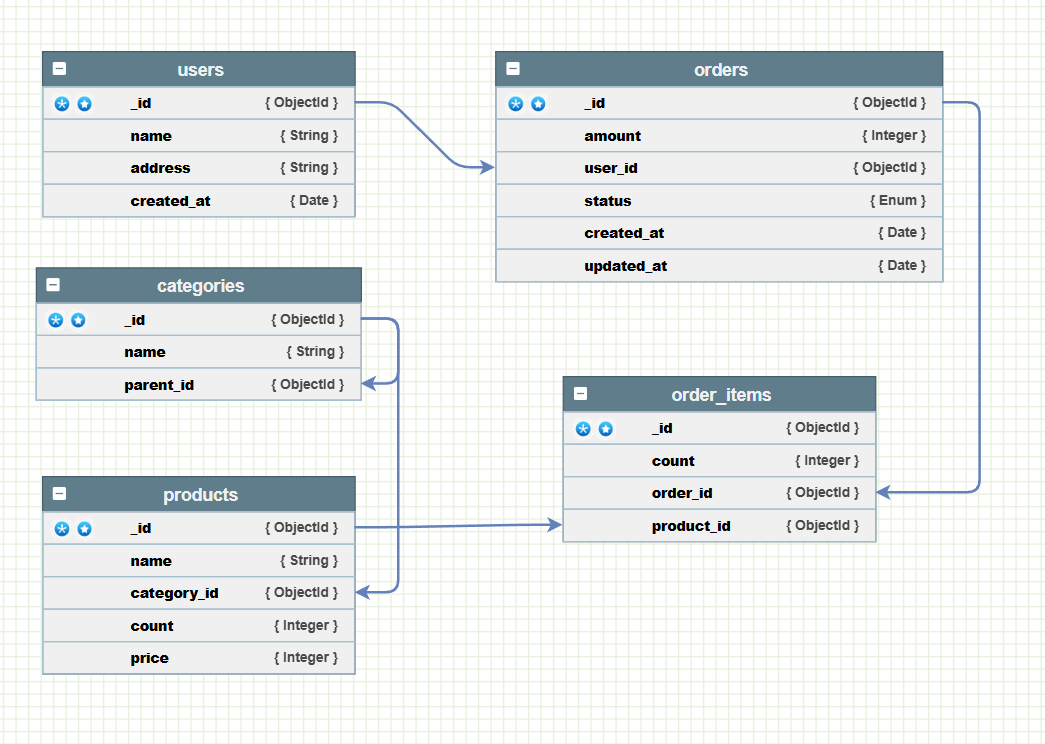 users
_id { ObjectId }
name { String }
address { String }
created_at { Date }
orders
_id { ObjectId }
amount { Integer }
user_id { ObjectId }
status { Enum }
created_at { Date }
updated_at { Date }
categories
_id { ObjectId }
name { String }
parent_id { ObjectId }
order_items
_id { ObjectId }
count { Integer }
order_id { ObjectId }
product_id { ObjectId }
products
_id { ObjectId }
name { String }
category_id { ObjectId }
count { Integer }
price { Integer }